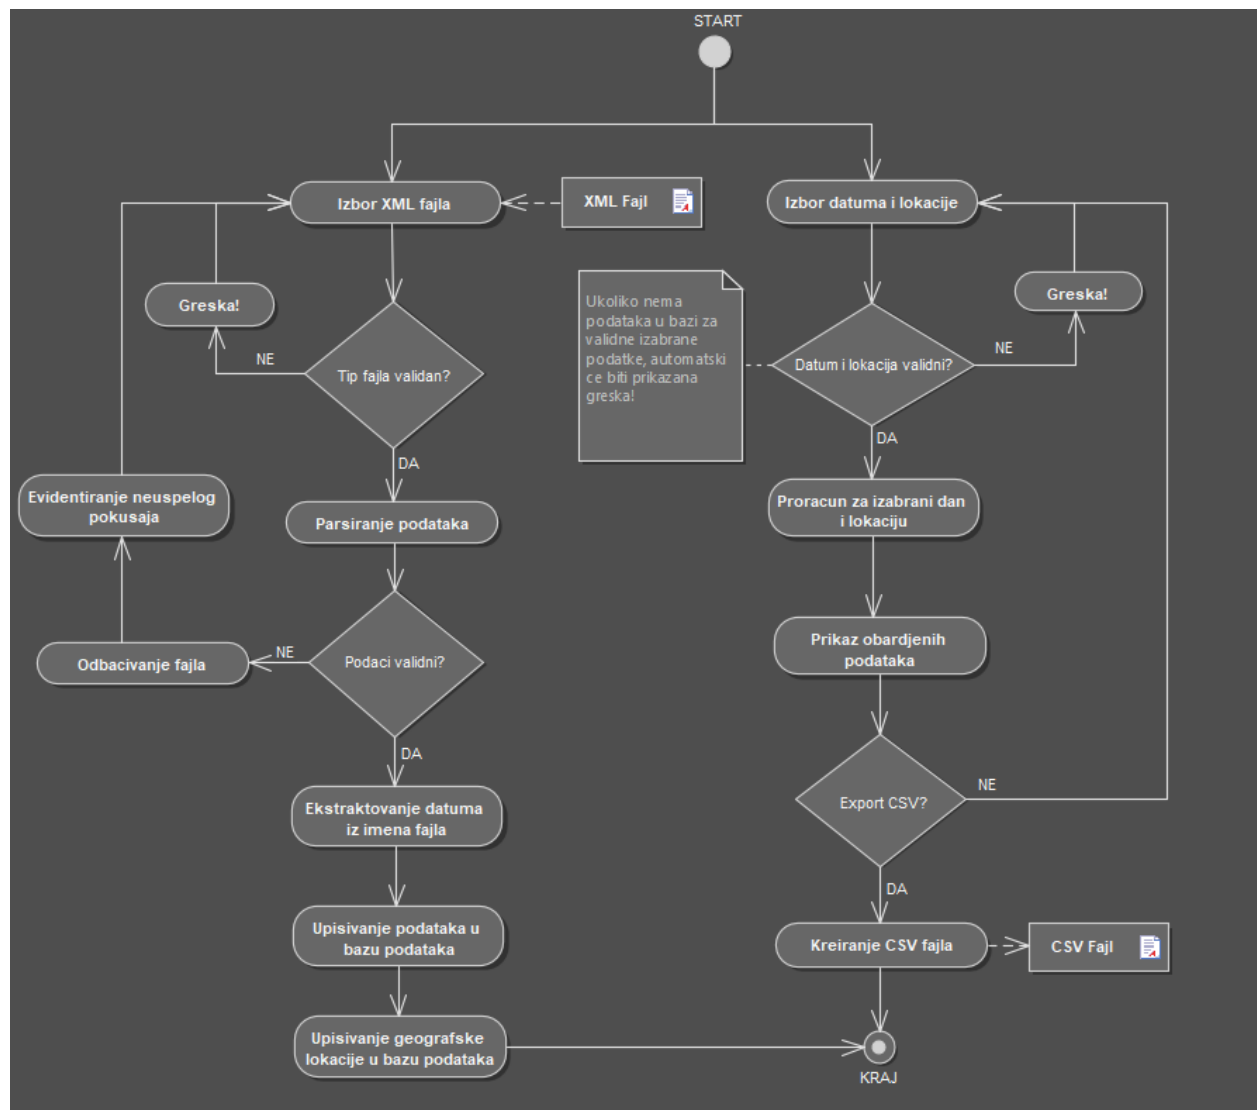 START
Izbor XML fajla
XML Fajl
Izbor datuma i lokacije
Greska!
Ukoliko nema
podataka u bazi za
validne izabrane
podatke, automatski
ce biti prikazana
greska!
Greska!
NE
Tip fajla validan?
Datum i lokacija validni?
NE
DA
DA
Evidentiranje neuspelog
pokusaja
Parsiranje podataka
Proracun za izabrani dan
i lokaciju
Odbacivanje fajla
NE
Podaci validni?
Prikaz obardjenih
podataka
DA
Ekstraktovanje datuma
iz imena fajla
Export CSV?
NE
DA
Upisivanje podataka u
bazu podataka
Kreiranje CSV fajla
CSV Fajl
Upisivanje geografske
lokacije u bazu podataka
KRAJ